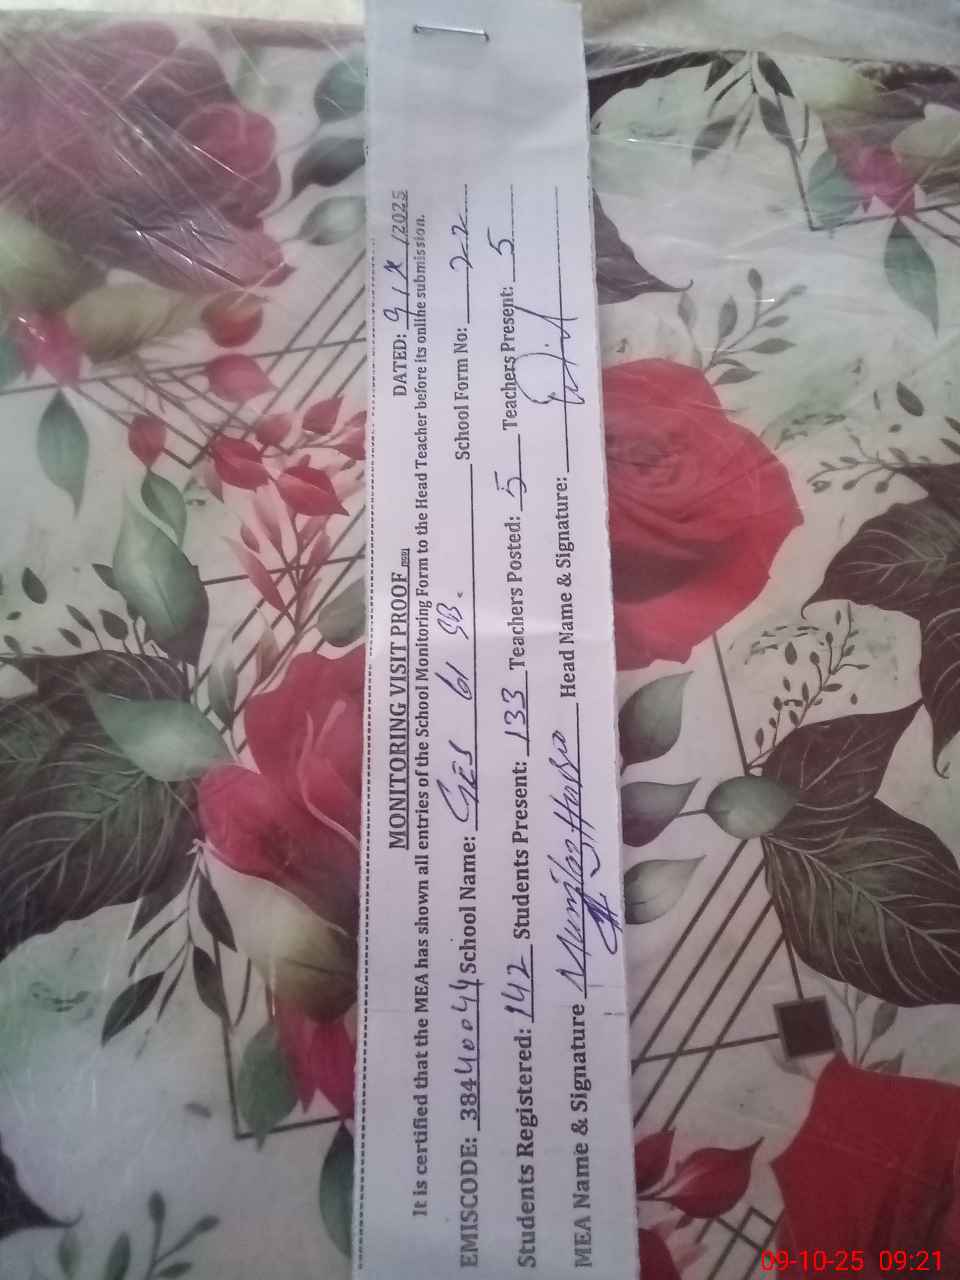 MONITORING VISIT PROOF DATED: 9/X/2025
It is certified that the MEA has shown all entries of the School Monitoring Form to the Head Teacher before its online submission.
EMISCODE: 38440044 School Name: GES 61 SB. School Form No: 22
Students Registered: 142 Students Present: 133 Teachers Posted: 5 Teachers Present: 5
MEA Name & Signature Mumtaz Head Name & Signature:
09-10-25 09:21